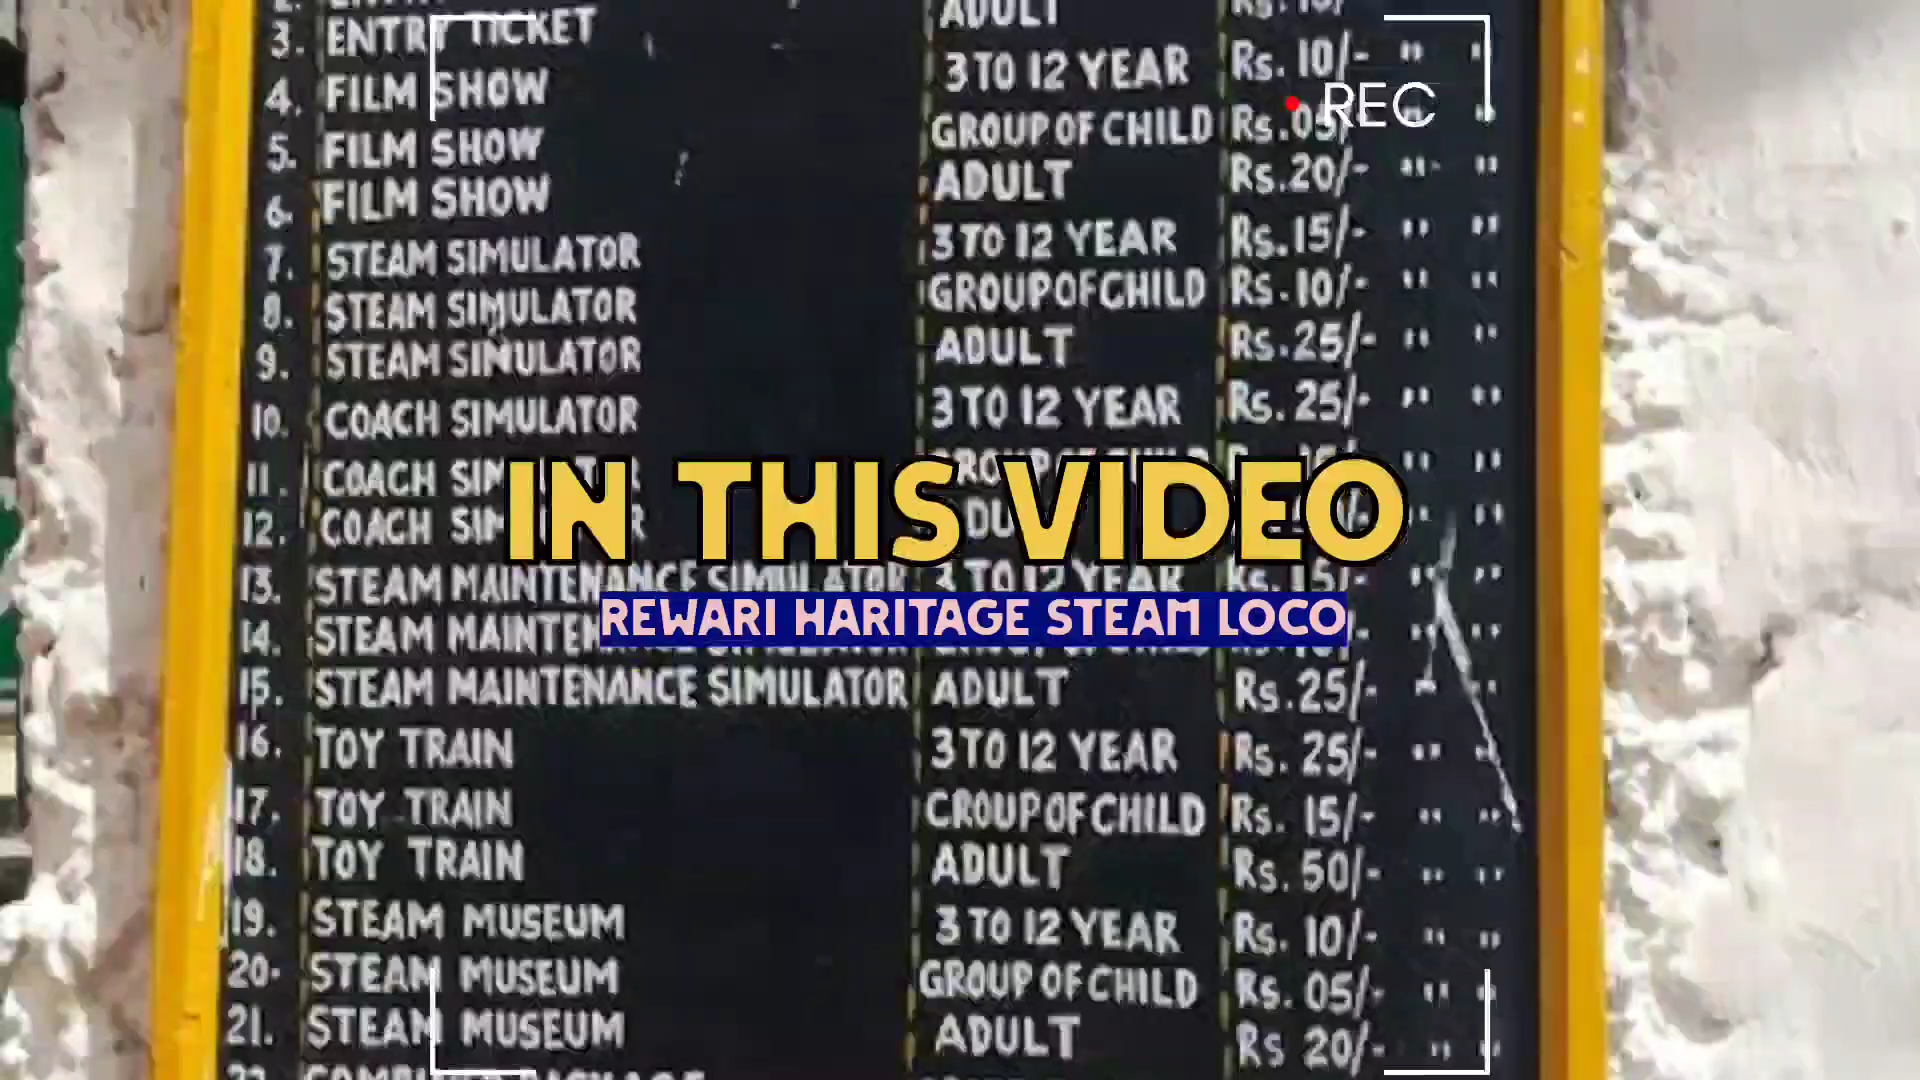 3. ENTRY TICKET ADULT Rs. 10/
4. FILM SHOW 3 TO 12 YEAR Rs. 10/- " "
REC
5. FILM SHOW GROUP OF CHILD Rs. 05/
6. FILM SHOW ADULT Rs. 20/- " "
7. STEAM SIMULATOR 3 TO 12 YEAR Rs. 15/- " "
8. STEAM SIMULATOR GROUP OF CHILD Rs. 10/- " "
9. STEAM SIMULATOR ADULT Rs. 25/- " "
10. COACH SIMULATOR 3 TO 12 YEAR Rs. 25/- " "
11. COACH " "
12. COACH " "
IN THIS VIDEO
13. STEAM MAINTENANCE SIMULATOR 3 TO 12 YEAR Rs. 15/- " "
REWARI HARITAGE STEAM LOCO
14. STEAM " "
15. STEAM MAINTENANCE SIMULATOR ADULT Rs. 25/- " "
16. TOY TRAIN 3 TO 12 YEAR Rs. 25/- " "
17. TOY TRAIN GROUP OF CHILD Rs. 15/- " "
18. TOY TRAIN ADULT Rs. 50/- " "
19. STEAM MUSEUM 3 TO 12 YEAR Rs. 10/- " "
20. STEAM MUSEUM GROUP OF CHILD Rs. 05/- " "
21. STEAM MUSEUM ADULT Rs 20/- " "